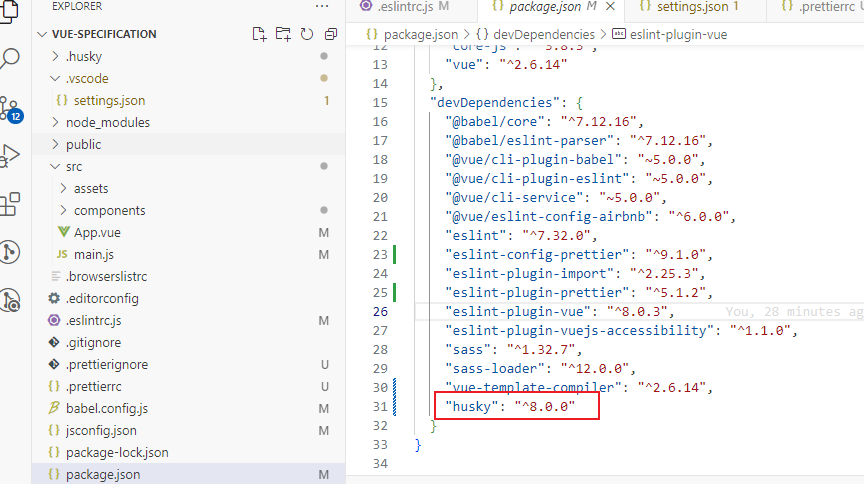 EXPLORER
VUE-SPECIFICATION
.husky
.vscode
settings.json 1
node_modules
public
src
assets
components
App.vue M
JS main.js M
.browserslistrc
.editorconfig
.eslintrc.js M
.gitignore
.prettierignore U
.prettierrc U
babel.config.js M
jsconfig.json M
package-lock.json
package.json M
12
.eslintrc.js M
package.json M
settings.json 1
.prettierrc
package.json > {} devDependencies > abc eslint-plugin-vue
12 "core-js": "^3.8.3",
13 "vue": "^2.6.14"
14 },
15 "devDependencies": {
16 "@babel/core": "^7.12.16",
17 "@babel/eslint-parser": "^7.12.16",
18 "@vue/cli-plugin-babel": "~5.0.0",
19 "@vue/cli-plugin-eslint": "~5.0.0",
20 "@vue/cli-service": "~5.0.0",
21 "@vue/eslint-config-airbnb": "^6.0.0",
22 "eslint": "^7.32.0",
23 "eslint-config-prettier": "^9.1.0",
24 "eslint-plugin-import": "^2.25.3",
25 "eslint-plugin-prettier": "^5.1.2",
26 "eslint-plugin-vue": "^8.0.3", You, 28 minutes ag
27 "eslint-plugin-vuejs-accessibility": "^1.1.0",
28 "sass": "^1.32.7",
29 "sass-loader": "^12.0.0",
30 "vue-template-compiler": "^2.6.14",
31 "husky": "^8.0.0"
32 }
33 }
34